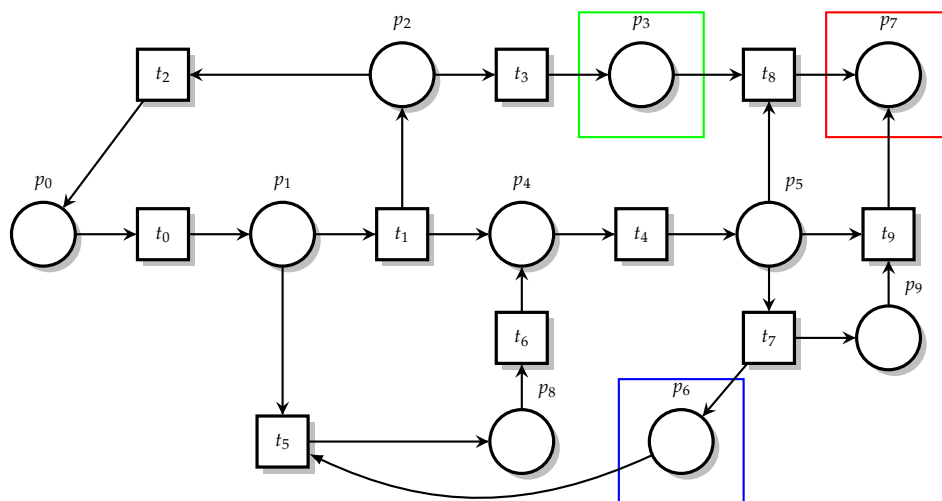 p₂ p₃ p₇
t₂ t₃ t₈
p₀ p₁ p₄ p₅
t₀ t₁ t₄ t₉
p₉
t₆ t₇
p₈ p₆
t₅